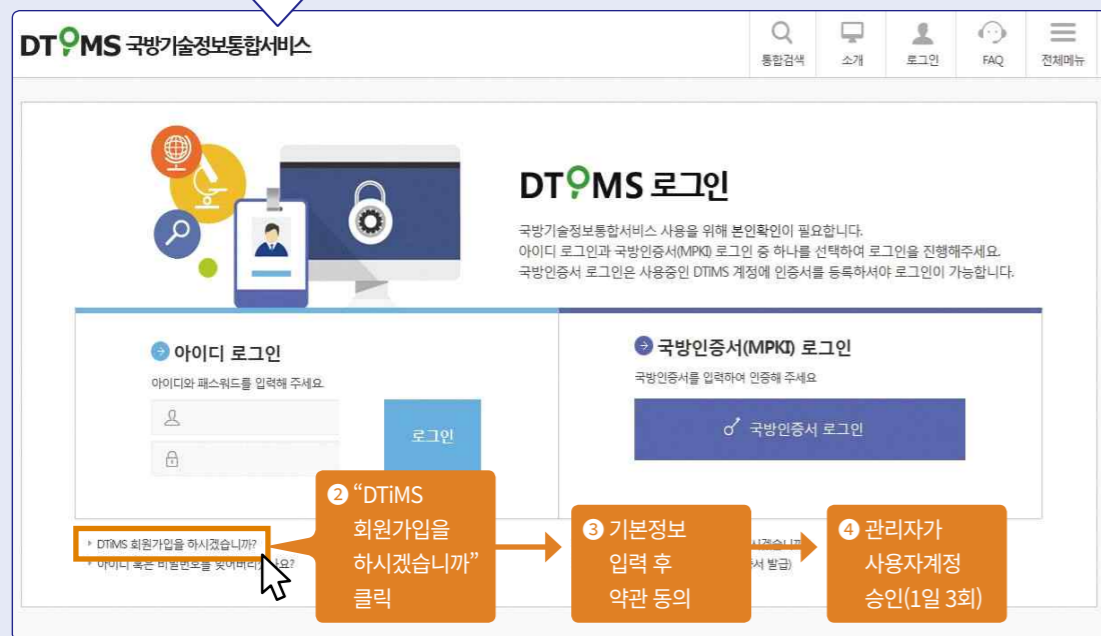 DTiMS 국방기술정보통합서비스
통합검색
소개
로그인
FAQ
전체메뉴
DTiMS 로그인
국방기술정보통합서비스 사용을 위해 본인확인이 필요합니다.
아이디 로그인과 국방인증서(MPKI) 로그인 중 하나를 선택하여 로그인을 진행해주세요.
국방인증서 로그인은 사용중인 DTiMS 계정에 인증서를 등록하셔야 로그인이 가능합니다.
아이디 로그인
아이디와 패스워드를 입력해 주세요.
로그인
국방인증서(MPKI) 로그인
국방인증서를 입력하여 인증해 주세요
국방인증서 로그인
DTiMS 회원가입을 하시겠습니까?
아이디 혹은 비밀번호를
❷ “DTiMS
회원가입을
하시겠습니까”
클릭
❸ 기본정보
입력 후
약관 동의
❹ 관리자가
사용자계정
승인(1일 3회)
발급)